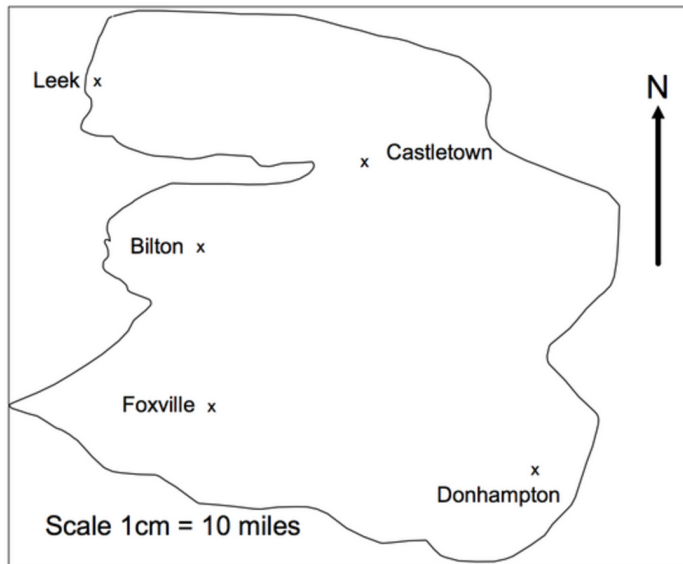 Leek x
N
Castletown
x
Bilton x
Foxville x
x
Donhampton
Scale 1cm = 10 miles